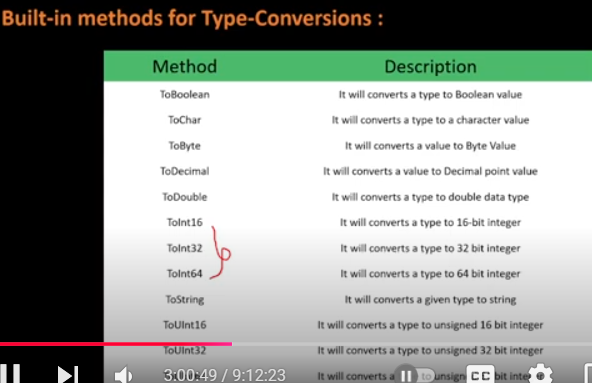 Built-in methods for Type-Conversions :
Method Description
ToBoolean It will converts a type to Boolean value
ToChar It will converts a type to a character value
ToByte It will converts a value to Byte Value
ToDecimal It will converts a value to Decimal point value
ToDouble It will converts a type to double data type
ToInt16 It will converts a type to 16-bit integer
ToInt32 It will converts a type to 32 bit integer
ToInt64 It will converts a type to 64 bit integer
ToString It will converts a given type to string
ToUInt16 It will converts a type to unsigned 16 bit integer
ToUInt32 It will converts a type to unsigned 32 bit integer
It will converts a to unsign bit
3:00:49 / 9:12:23 CC